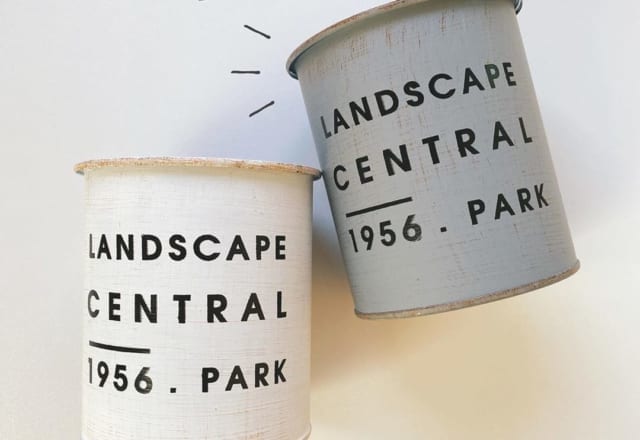 LANDSCAPE
CENTRAL
1956 . PARK
LANDSCAPE
CENTRAL
1956 . PARK